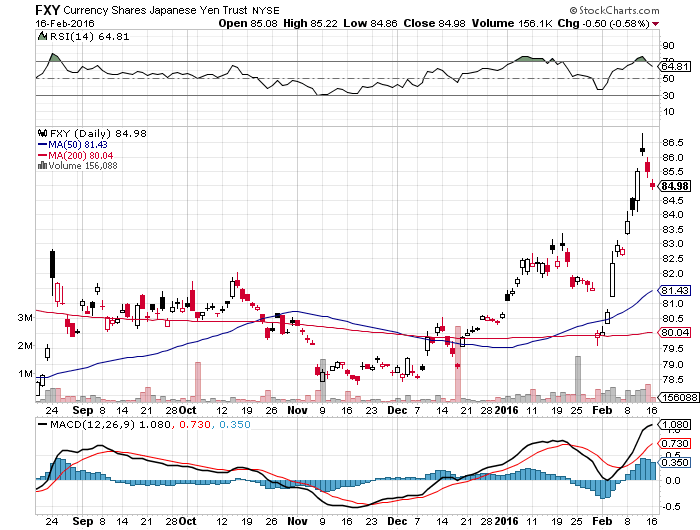 FXY Currency Shares Japanese Yen Trust NYSE © StockCharts.com
16-Feb-2016 Open 85.08 High 85.22 Low 84.86 Close 84.98 Volume 156.1K Chg -0.50 (-0.58%)
RSI(14) 64.81
90
70
64.81
50
30
10
FXY (Daily) 84.98
MA(50) 81.43
MA(200) 80.04
Volume 156,088
86.5
86.0
85.5
84.98
84.5
84.0
83.5
83.0
82.5
82.0
81.43
81.0
80.5
80.04
79.5
79.0
78.5
156088
3M
2M
1M
24 Sep 8 14 21 28 Oct 12 19 26 Nov 9 16 23 Dec 7 14 21 28 2016 11 19 25 Feb 8 16
MACD(12,26,9) 1.080, 0.730, 0.350
1.080
0.730
0.350
0.0
-0.5
24 Sep 8 14 21 28 Oct 12 19 26 Nov 9 16 23 Dec 7 14 21 28 2016 11 19 25 Feb 8 16